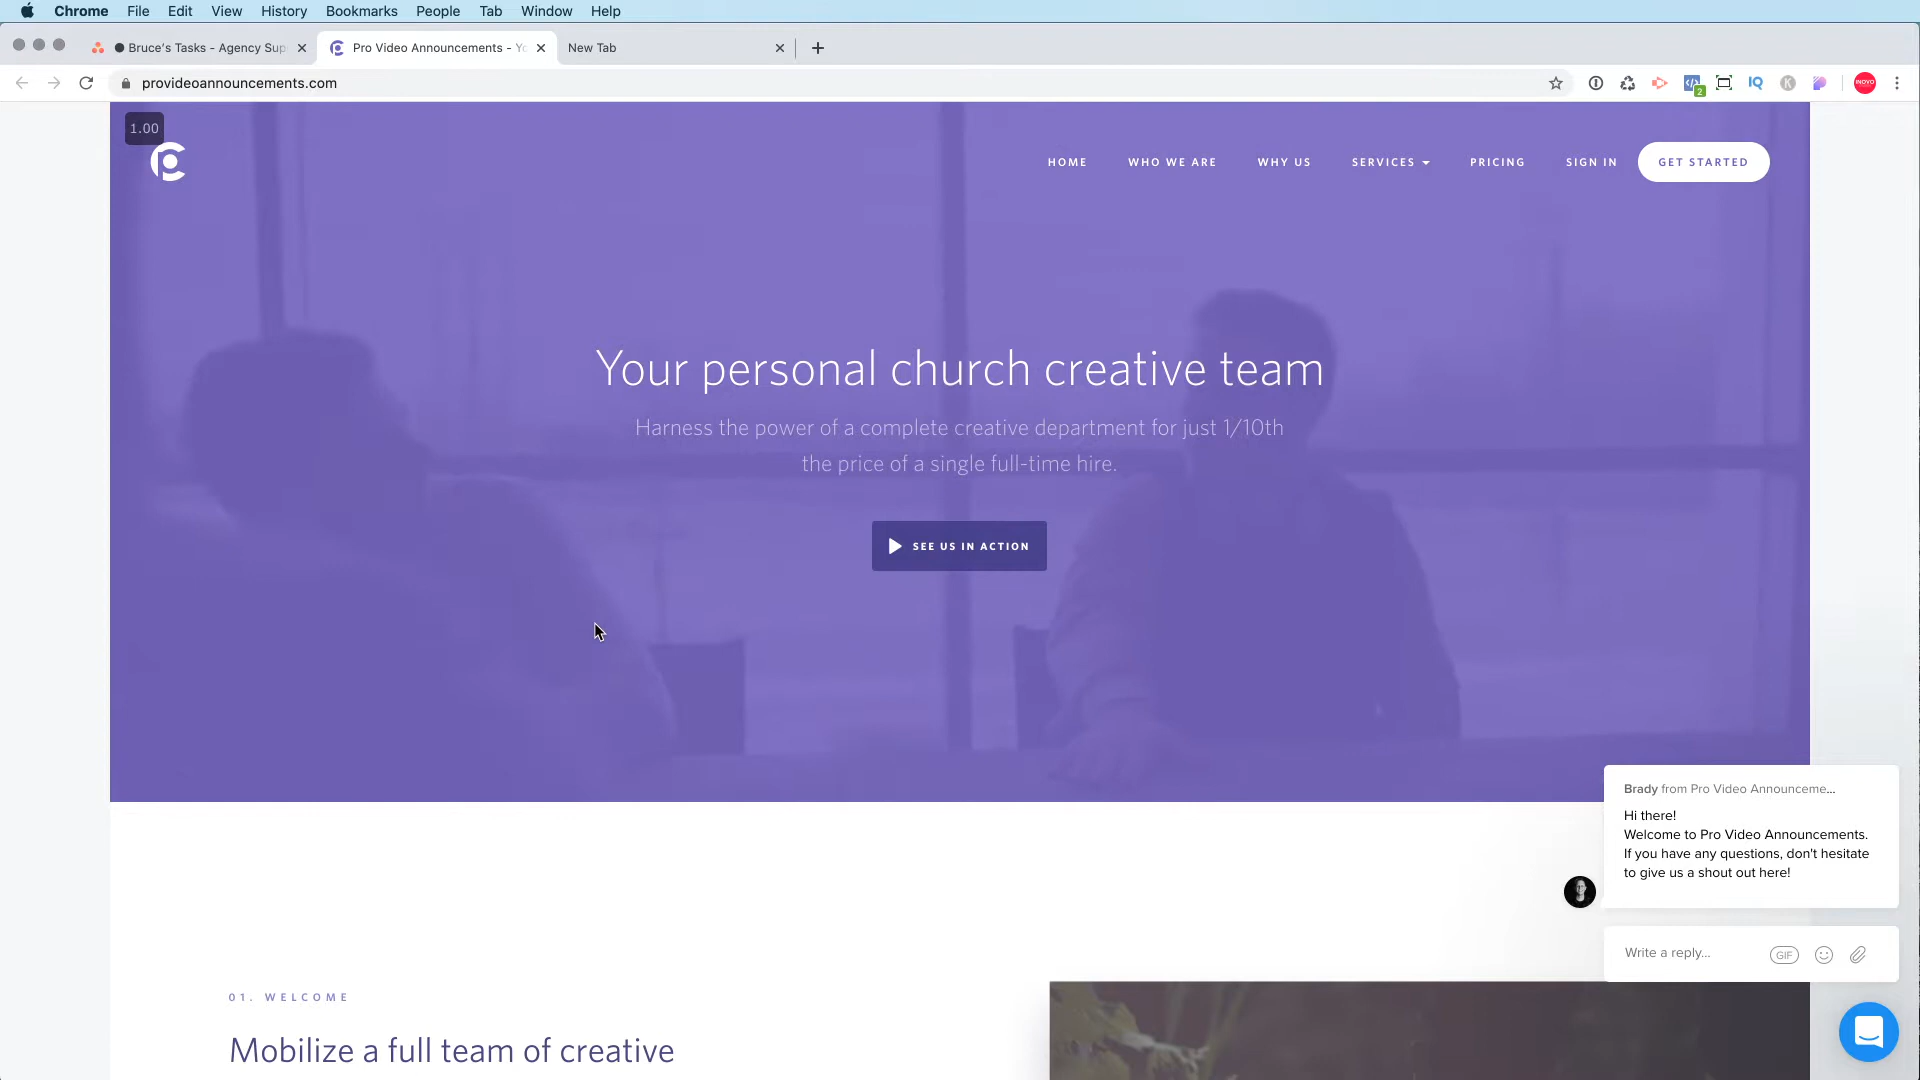 Chrome File Edit View History Bookmarks People Tab Window Help
Bruce's Tasks - Agency Sup
Pro Video Announcements - Yo
New Tab
provideoannouncements.com
2
INOVO
1.00
HOME WHO WE ARE WHY US SERVICES PRICING SIGN IN GET STARTED
Your personal church creative team
Harness the power of a complete creative department for just 1/10th
the price of a single full-time hire.
SEE US IN ACTION
Brady from Pro Video Announceme...
Hi there!
Welcome to Pro Video Announcements.
If you have any questions, don't hesitate
to give us a shout out here!
Write a reply...
GIF
01. WELCOME
Mobilize a full team of creative